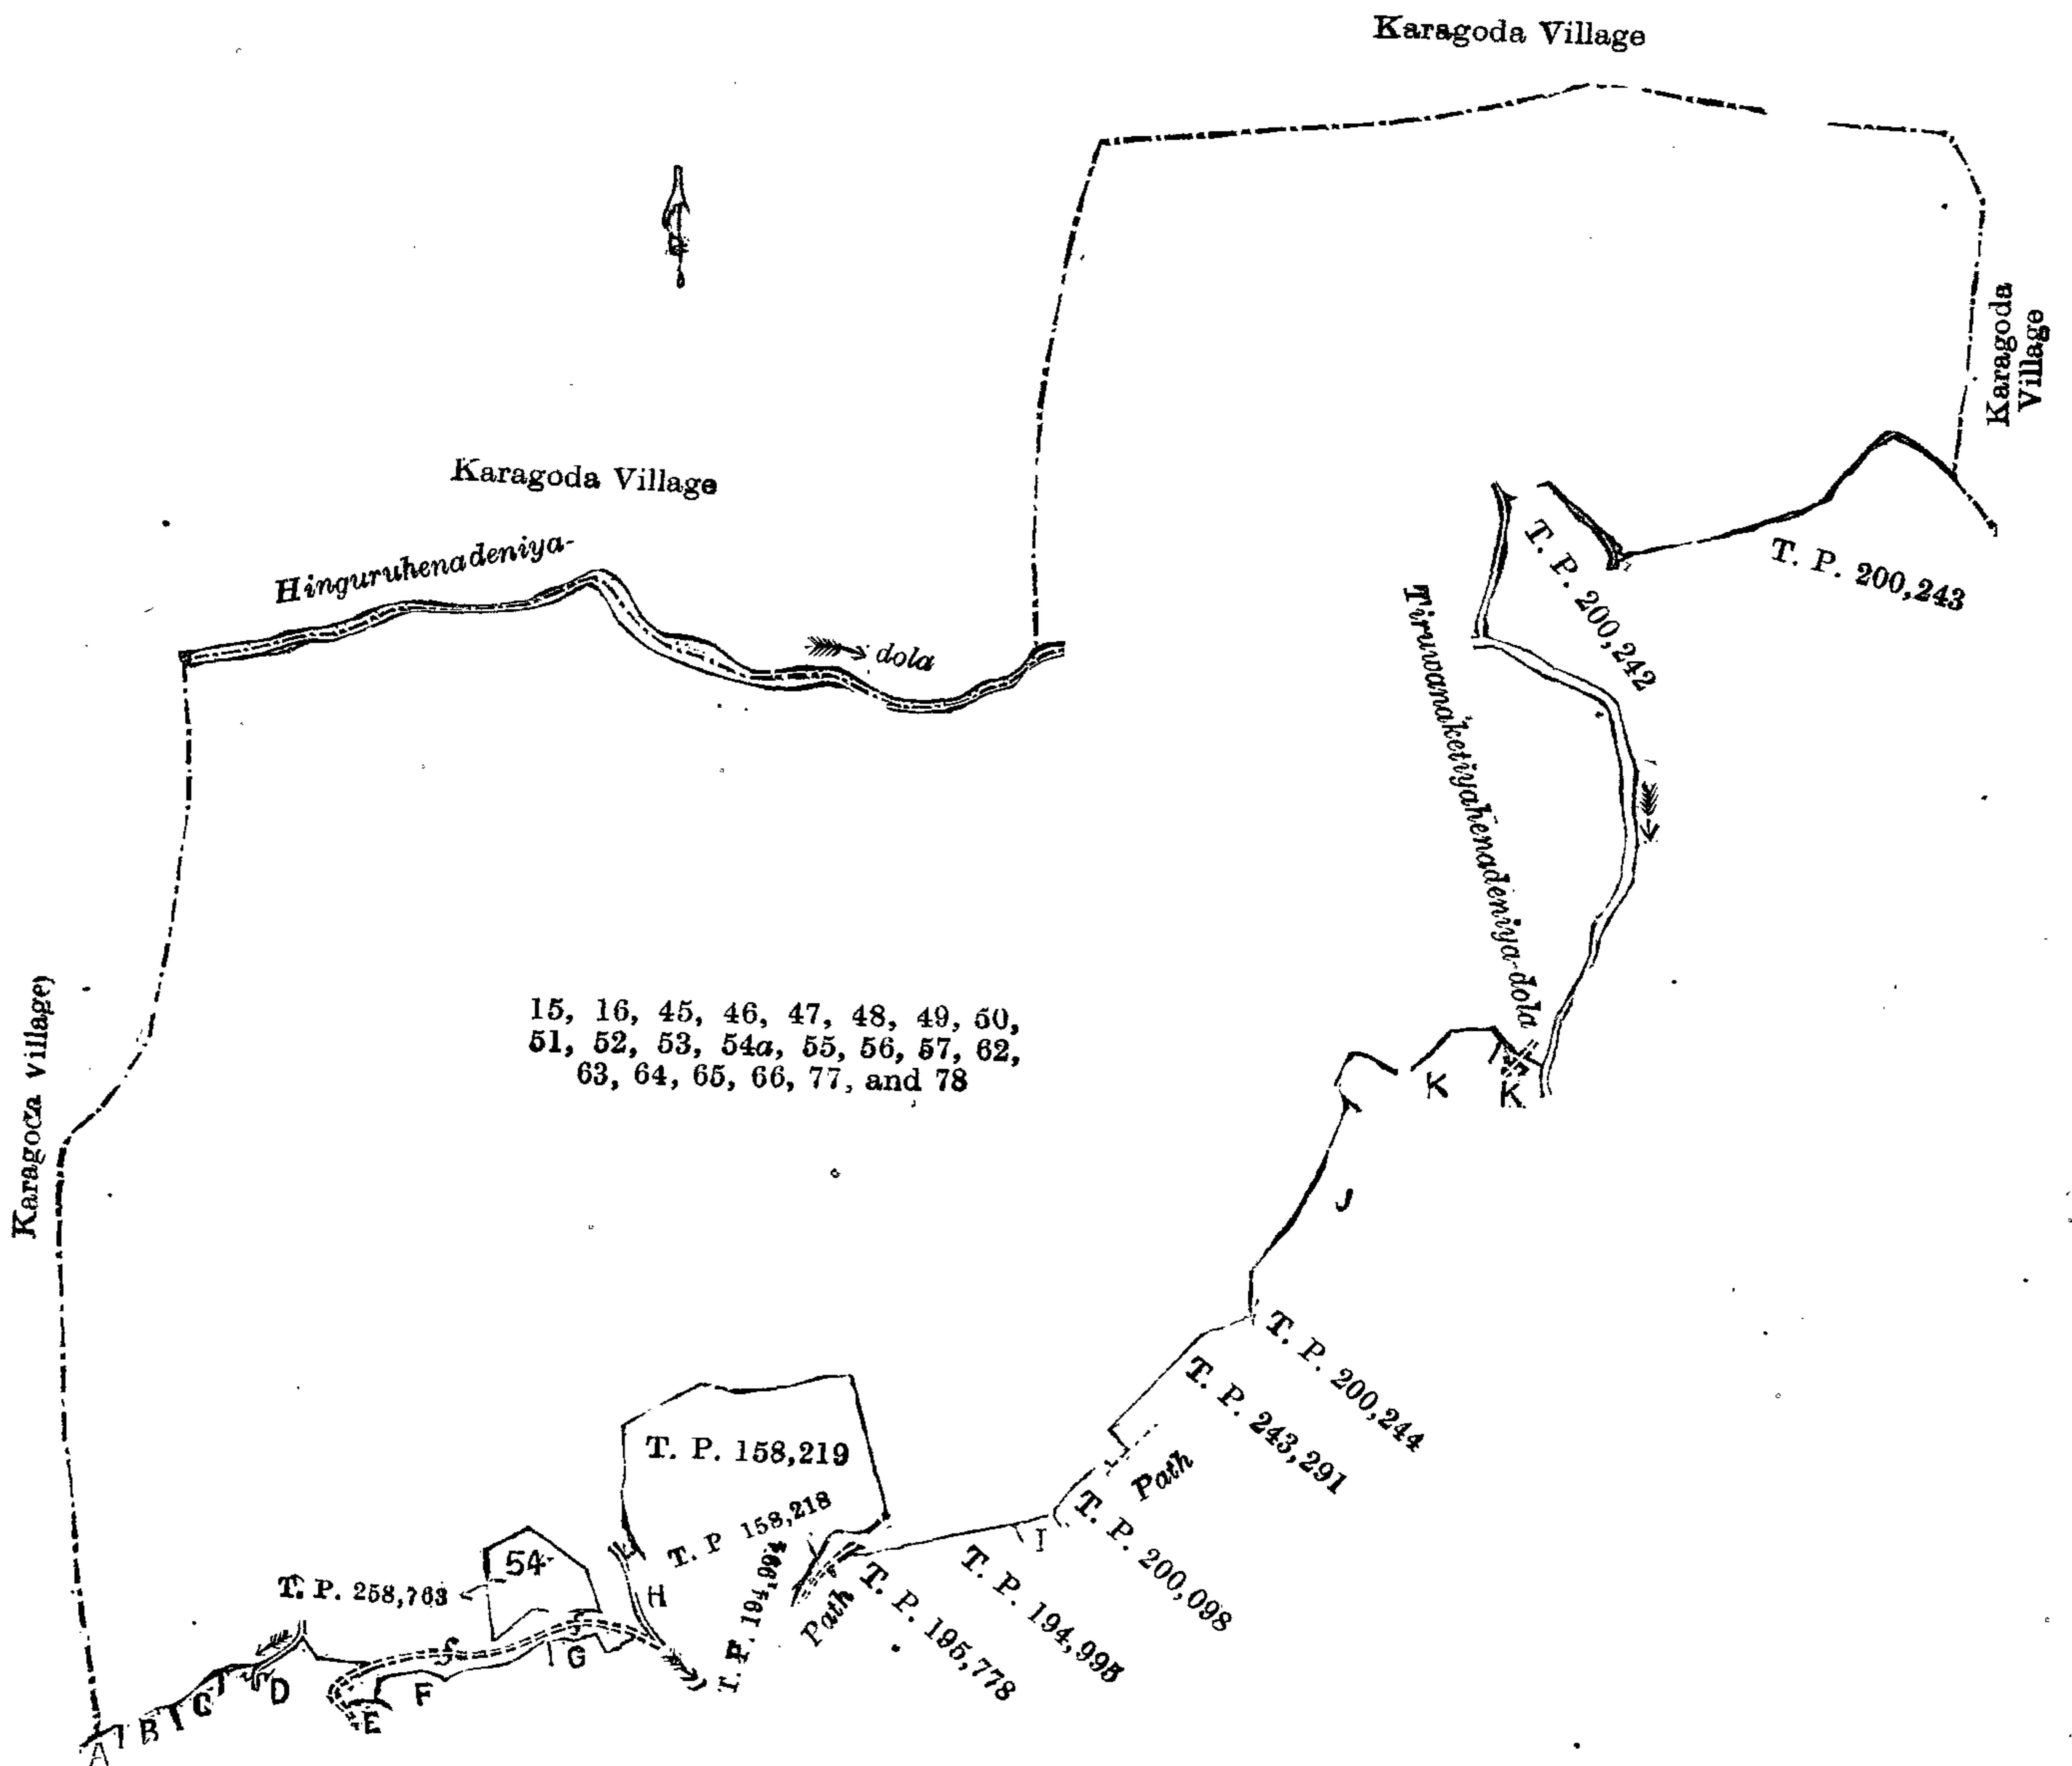 Karagoda Village
Karagoda
Village
Karagoda Village
Hinguruhenadeniya-
dola
T. P. 200,242
T. P. 200,243
Tiruwanaketiyahenadeniya-dola
Karagoda village
15, 16, 45, 46, 47, 48, 49, 50,
51, 52, 53, 54a, 55, 56, 57, 62,
63, 64, 65, 66, 77, and 78
K
K
J
T. P. 200,244
T. P. 243,291
Path
T. P. 200,098
I
T. P. 194,995
T. P. 195,778
Path
T. P. 194,994
T. P. 158,219
T. P 158,218
H
54
T. P. 258,763
G
F
E
D
C
B
A